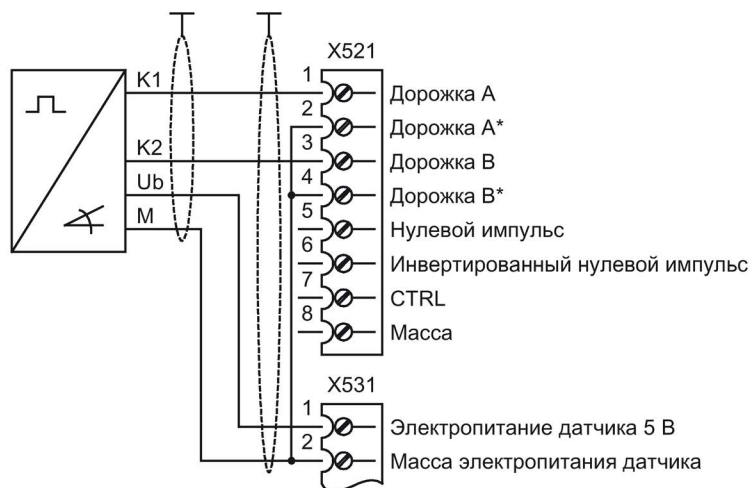 X521
K1
1 Дорожка A
2 Дорожка A*
K2
3 Дорожка B
Ub
4 Дорожка B*
M
5 Нулевой импульс
6 Инвертированный нулевой импульс
7 CTRL
8 Масса
X531
1 Электропитание датчика 5 В
2 Масса электропитания датчика